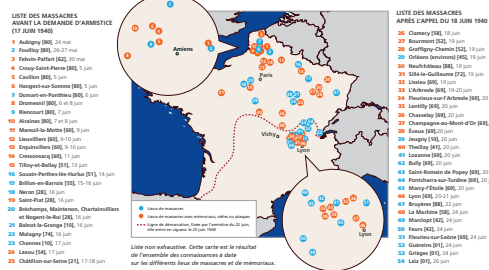 LISTE DES MASSACRES
AVANT LA DEMANDE D'ARMISTICE
(17 JUIN 1940)
1 Aubigny [80], 24 mai
2 Fouilloy [80], 26-27 mai
3 Febvin-Palfart [62], 30 mai
4 Crouy-Saint-Pierre [80], 5 juin
5 Cavillon [80], 5 juin
6 Hangest-sur-Somme [80], 5 juin
7 Domart-en-Ponthieu [80], 6 juin
8 Dromesnil [80], 6 et 8 juin
9 Riencourt [80], 7 juin
10 Airaines [80], 7 et 8 juin
11 Mareuil-la-Motte [60], 9 juin
12 Lieuvillers [60], 9-10 juin
13 Erquinvillers [60], 9-10 juin
14 Cressonsacq [60], 11 juin
15 Tilloy-et-Bellay [51], 13 juin
16 Souain-Perthes-lès-Hurlus [51], 14 juin
17 Brillon-en-Barrois [55], 15-16 juin
18 Neron [28], 16 juin
19 Saint-Piat [28], 16 juin
20 Bréchamps, Maintenon, Chartainvilliers
et Nogent-le-Roi [28], 16 juin
21 Balnot-la-Grange [10], 16 juin
22 Malagny [74], 16 juin
23 Channes [10], 17 juin
24 Laxou [54], 17 juin
25 Châtillon-sur-Seine [21], 17-18 juin
Amiens
Paris
Vichy
Lyon
Lyon
Lieux de massacres
Lieux de massacres avec mémoriaux, stèles ou plaques
Ligne de démarcation, fixée par l'armistice du 22 juin,
elle entre en vigueur le 25 juin 1940
Liste non exhaustive. Cette carte est le résultat
de l'ensemble des connaissances à date
sur les différents lieux de massacres et de mémoriaux.
LISTE DES MASSACRES
APRÈS L'APPEL DU 18 JUIN 1940
26 Clamecy [58], 18 juin
27 Bourmont [52], 19 juin
28 Graffigny-Chemin [52], 19 juin
29 Orléans (environs) [45], 19 juin
30 Neufchâteau [88], 19 juin
31 Sillé-le-Guillaume [72], 19 juin
32 Lissieu [69], 19 juin
33 L'Arbresle [69], 19-20 juin
34 Fleurieux-sur-l'Arbresle [69], 20
35 Lentilly [69], 20 juin
36 Chasselay [69], 20 juin
37 Champagne-au-Mont-d'Or [69],
38 Éveux [69], 20 juin
39 Jeugny [10], 20 juin
40 Theillay [41], 20 juin
41 Lozanne [69], 20 juin
42 Bully [69], 20 juin
43 Saint-Romain de Popey [69], 20
44 Pontcharra-sur-Turdine [69], 20
45 Marcy-l'Étoile [69], 20 juin
46 Lyon [69], 20-21 juin
47 Bruyères [88], 22 juin
48 La Machine [58], 24 juin
49 Marclopt [42], 24 juin
50 Feurs [42], 24 juin
51 Fleurieu-sur-Saône [69], 24 juin
52 Guéreins [01], 24 juin
53 Grièges [01], 24 juin
54 Laiz [01], 26 juin